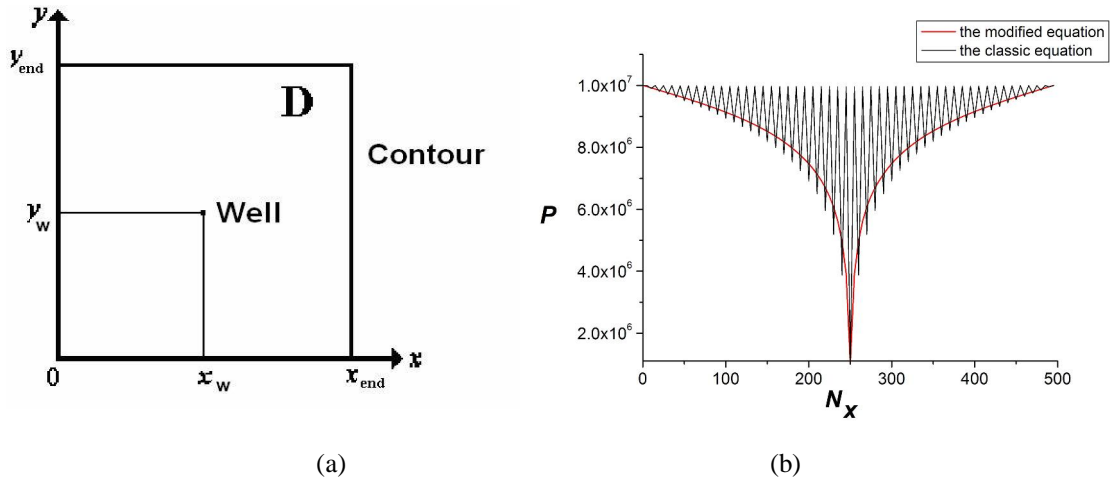 y
y_end
D
Contour
y_w
Well
0
x_w
x_end
x
(a)
the modified equation
the classic equation
1.0x10^7
8.0x10^6
6.0x10^6
4.0x10^6
2.0x10^6
P
0
100
200
300
400
500
N_X
(b)